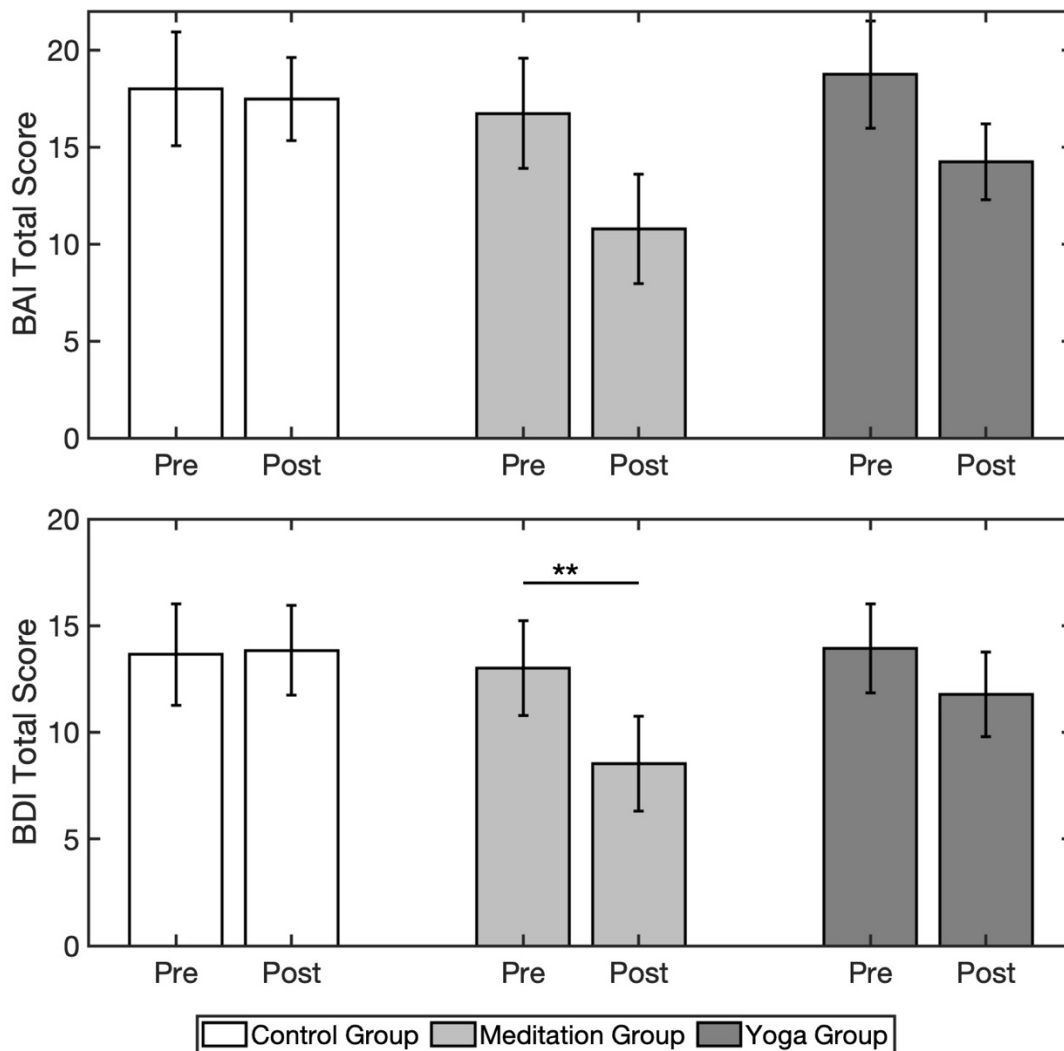 BAI Total Score
20
15
10
5
0
Pre Post Pre Post Pre Post
BDI Total Score
20
**
15
10
5
0
Pre Post Pre Post Pre Post
Control Group Meditation Group Yoga Group